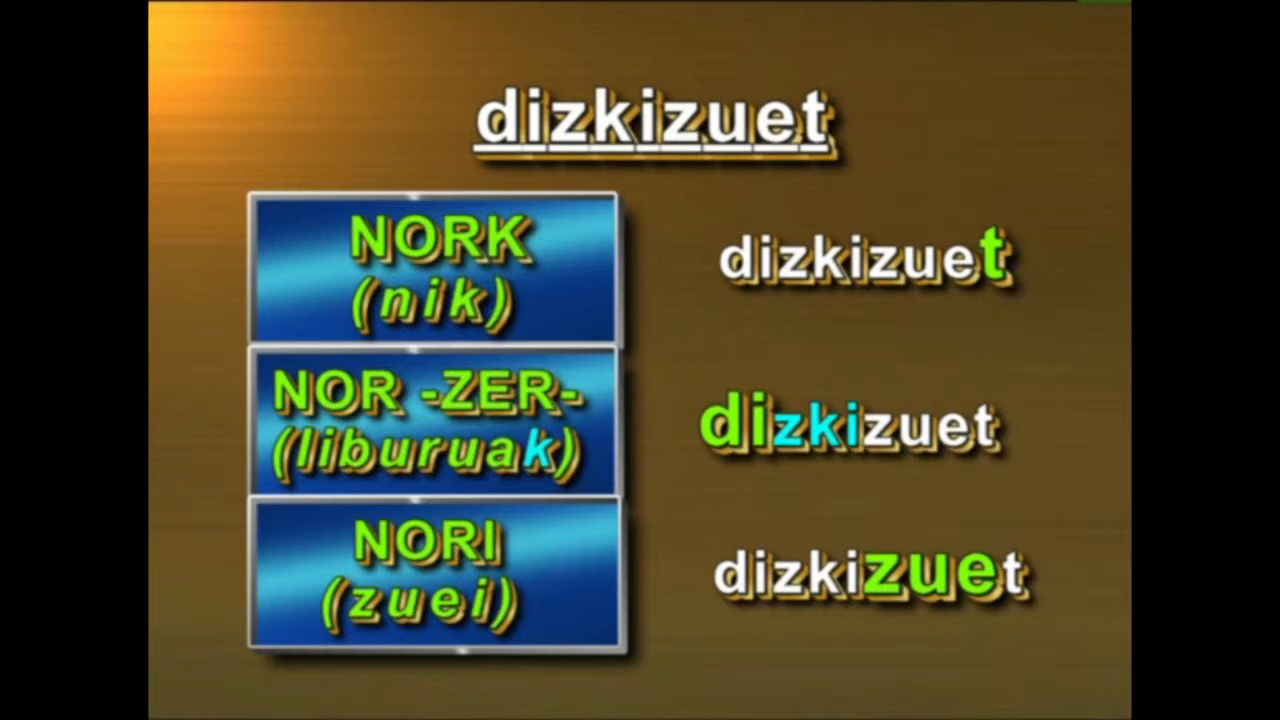 dizkizuet
NORK
(nik)
dizkizuet
NOR -ZER-
(liburuak)
dizkizuet
NORI
(zuei)
dizkizuet